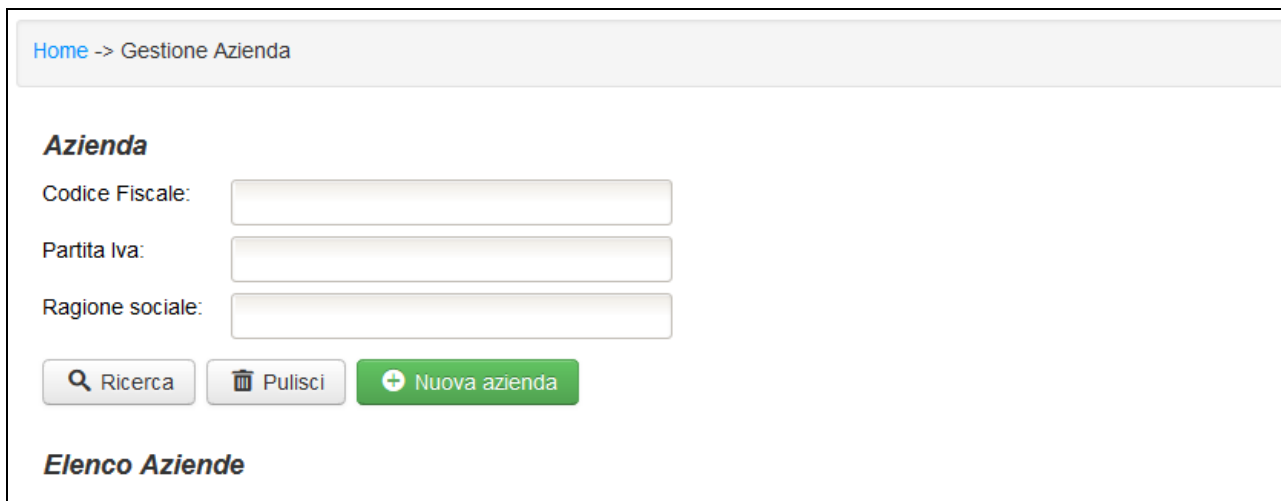 Home -> Gestione Azienda
Azienda
Codice Fiscale:
Partita Iva:
Ragione sociale:
Ricerca Pulisci Nuova azienda
Elenco Aziende